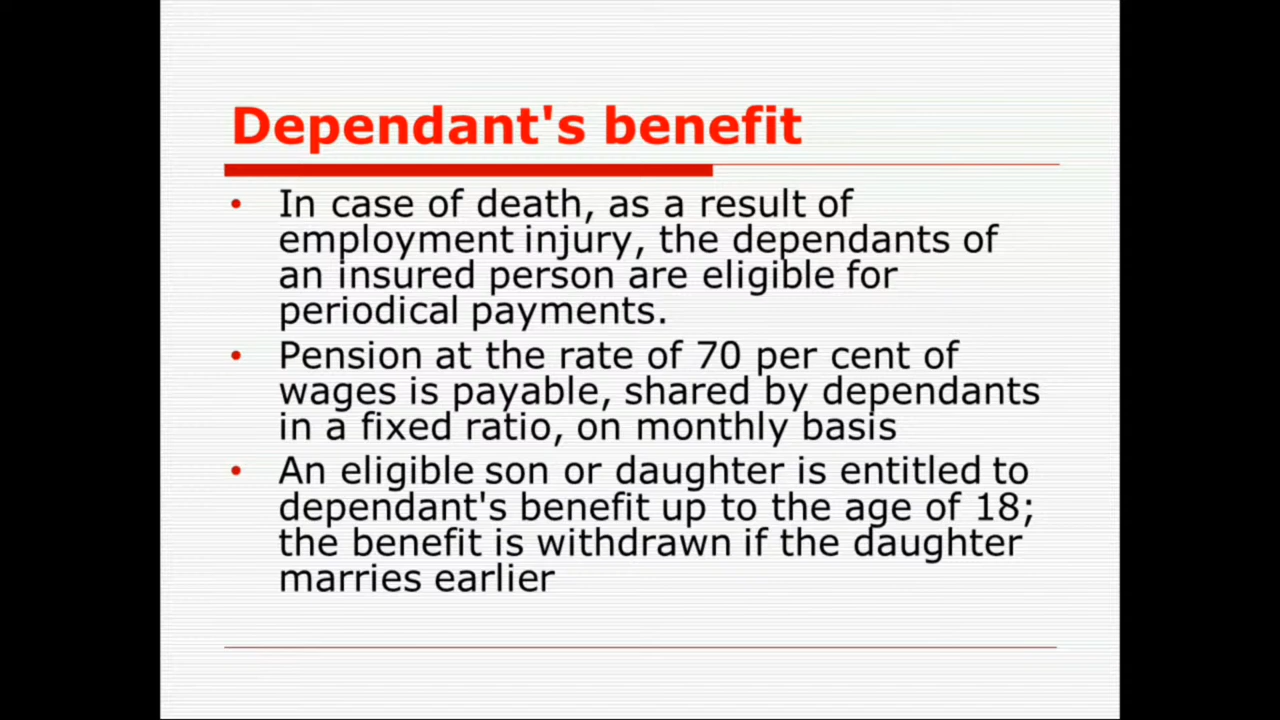 Dependant's benefit
• In case of death, as a result of
employment injury, the dependants of
an insured person are eligible for
periodical payments.
• Pension at the rate of 70 per cent of
wages is payable, shared by dependants
in a fixed ratio, on monthly basis
• An eligible son or daughter is entitled to
dependant's benefit up to the age of 18;
the benefit is withdrawn if the daughter
marries earlier